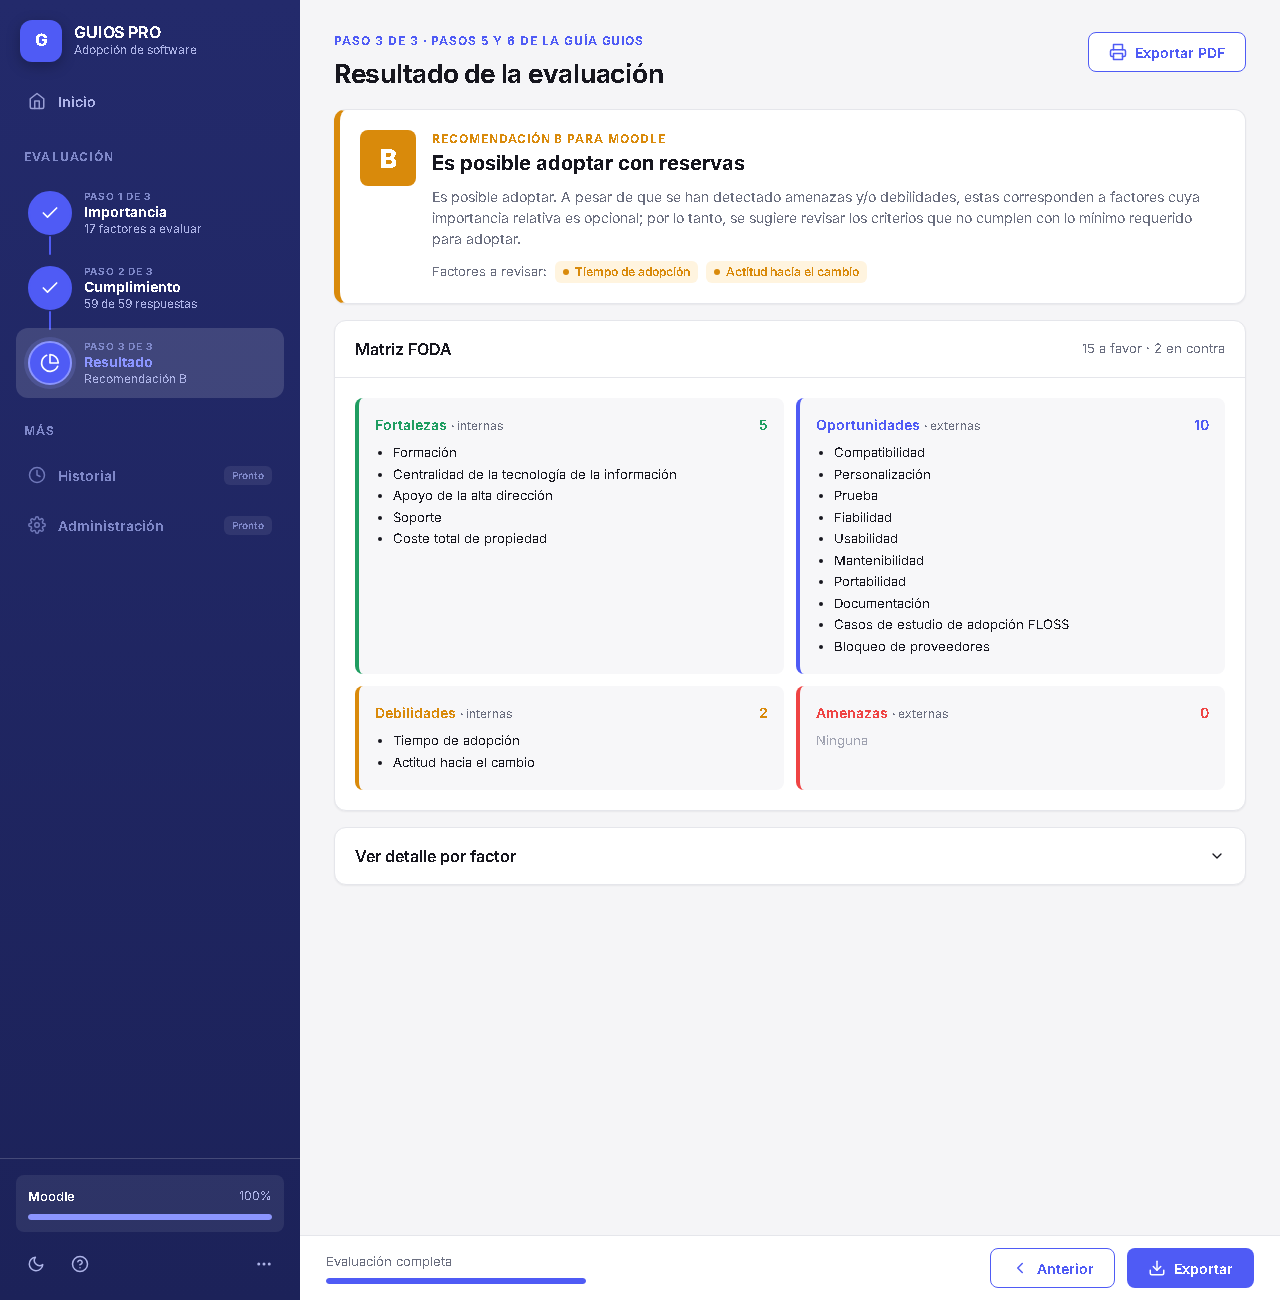 G
GUIOS PRO
Adopción de software
Inicio
EVALUACIÓN
PASO 1 DE 3
Importancia
17 factores a evaluar
PASO 2 DE 3
Cumplimiento
59 de 59 respuestas
PASO 3 DE 3
Resultado
Recomendación B
MÁS
Historial Pronto
Administración Pronto
Moodle 100%
PASO 3 DE 3 · PASOS 5 Y 6 DE LA GUÍA GUIOS
Resultado de la evaluación
Exportar PDF
B
RECOMENDACIÓN B PARA MOODLE
Es posible adoptar con reservas
Es posible adoptar. A pesar de que se han detectado amenazas y/o debilidades, estas corresponden a factores cuya
importancia relativa es opcional; por lo tanto, se sugiere revisar los criterios que no cumplen con lo mínimo requerido
para adoptar.
Factores a revisar: • Tiempo de adopción • Actitud hacia el cambio
Matriz FODA 15 a favor · 2 en contra
Fortalezas · internas 5
• Formación
• Centralidad de la tecnología de la información
• Apoyo de la alta dirección
• Soporte
• Coste total de propiedad
Oportunidades · externas 10
• Compatibilidad
• Personalización
• Prueba
• Fiabilidad
• Usabilidad
• Mantenibilidad
• Portabilidad
• Documentación
• Casos de estudio de adopción FLOSS
• Bloqueo de proveedores
Debilidades · internas 2
• Tiempo de adopción
• Actitud hacia el cambio
Amenazas · externas 0
Ninguna
Ver detalle por factor
Evaluación completa
Anterior
Exportar